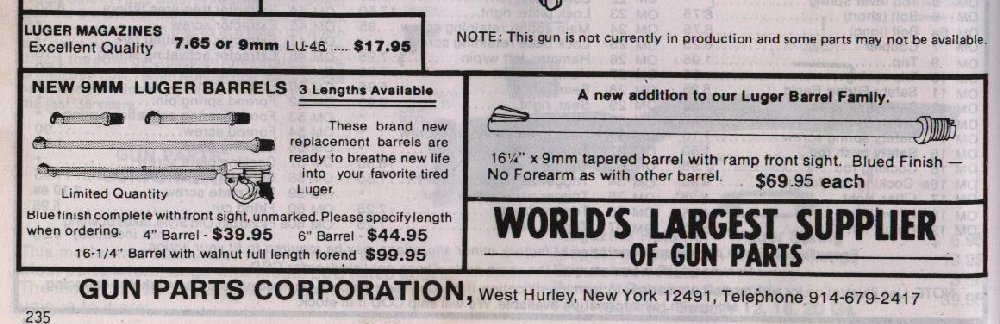 LUGER MAGAZINES
Excellent Quality 7.65 or 9mm LU-46 .... $17.95
NOTE: This gun is not currently in production and some parts may not be available.
NEW 9MM LUGER BARRELS 3 Lengths Available
These brand new
replacement barrels are
ready to breathe new life
into your favorite tired
Luger.
Limited Quantity
Blue finish complete with front sight, unmarked. Please specify length
when ordering. 4" Barrel - $39.95 6" Barrel - $44.95
16-1/4" Barrel with walnut full length forend $99.95
A new addition to our Luger Barrel Family.
16¼" x 9mm tapered barrel with ramp front sight. Blued Finish —
No Forearm as with other barrel. $69.95 each
WORLD'S LARGEST SUPPLIER
OF GUN PARTS
GUN PARTS CORPORATION, West Hurley, New York 12491, Telephone 914-679-2417
235